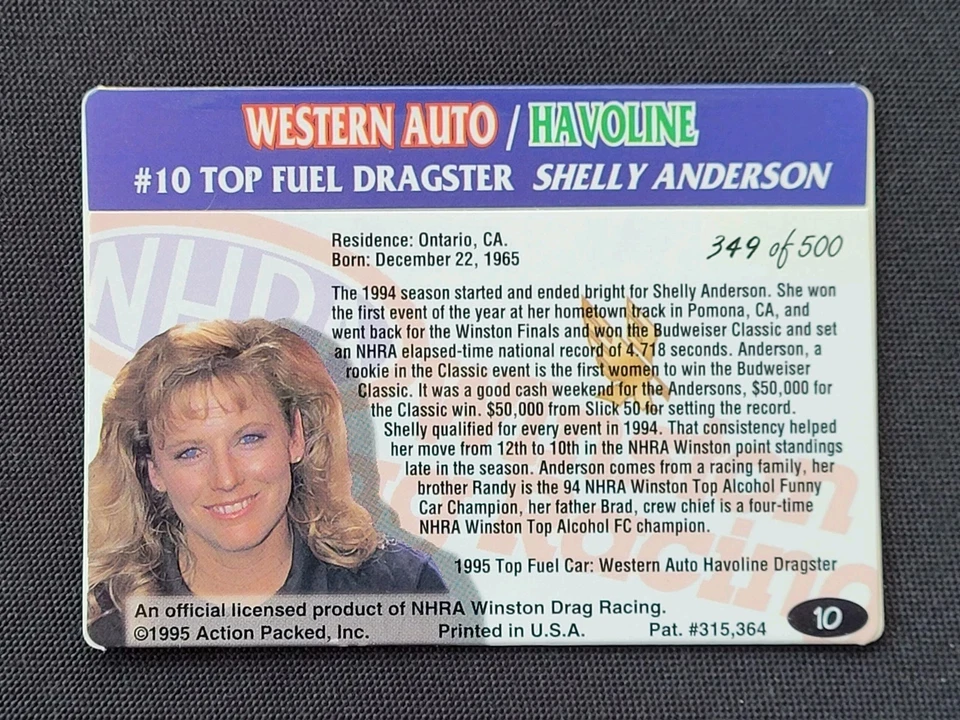 WESTERN AUTO / HAVOLINE
#10 TOP FUEL DRAGSTER SHELLY ANDERSON
Residence: Ontario, CA.
Born: December 22, 1965
349 of 500
NHR
The 1994 season started and ended bright for Shelly Anderson. She won
the first event of the year at her hometown track in Pomona, CA, and
went back for the Winston Finals and won the Budweiser Classic and set
an NHRA elapsed-time national record of 4.718 seconds. Anderson, a
rookie in the Classic event is the first women to win the Budweiser
Classic. It was a good cash weekend for the Andersons, $50,000 for
the Classic win. $50,000 from Slick 50 for setting the record.
Shelly qualified for every event in 1994. That consistency helped
her move from 12th to 10th in the NHRA Winston point standings
late in the season. Anderson comes from a racing family, her
brother Randy is the 94 NHRA Winston Top Alcohol Funny
Car Champion, her father Brad, crew chief is a four-time
NHRA Winston Top Alcohol FC champion.
1995 Top Fuel Car: Western Auto Havoline Dragster
An official licensed product of NHRA Winston Drag Racing.
©1995 Action Packed, Inc. Printed in U.S.A. Pat. #315,364
10